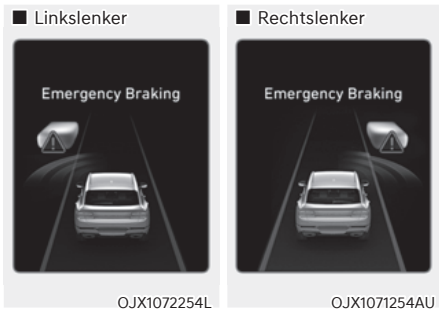 ■ Linkslenker
Emergency Braking
OJX1072254L
■ Rechtslenker
Emergency Braking
OJX1071254AU